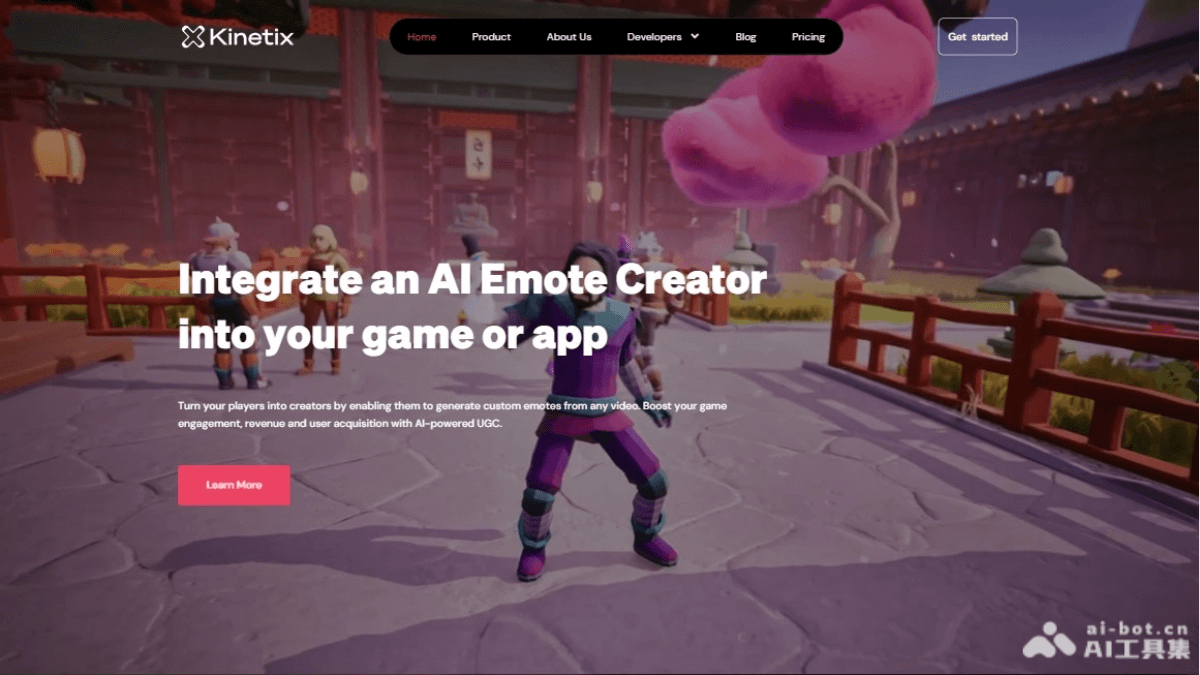 Kinetix
Home Product About Us Developers Blog Pricing
Get started
Integrate an AI Emote Creator
into your game or app
Turn your players into creators by enabling them to generate custom emotes from any video. Boost your game
engagement, revenue and user acquisition with AI-powered UGC.
Learn More
ai-bot.cn
AI工具集